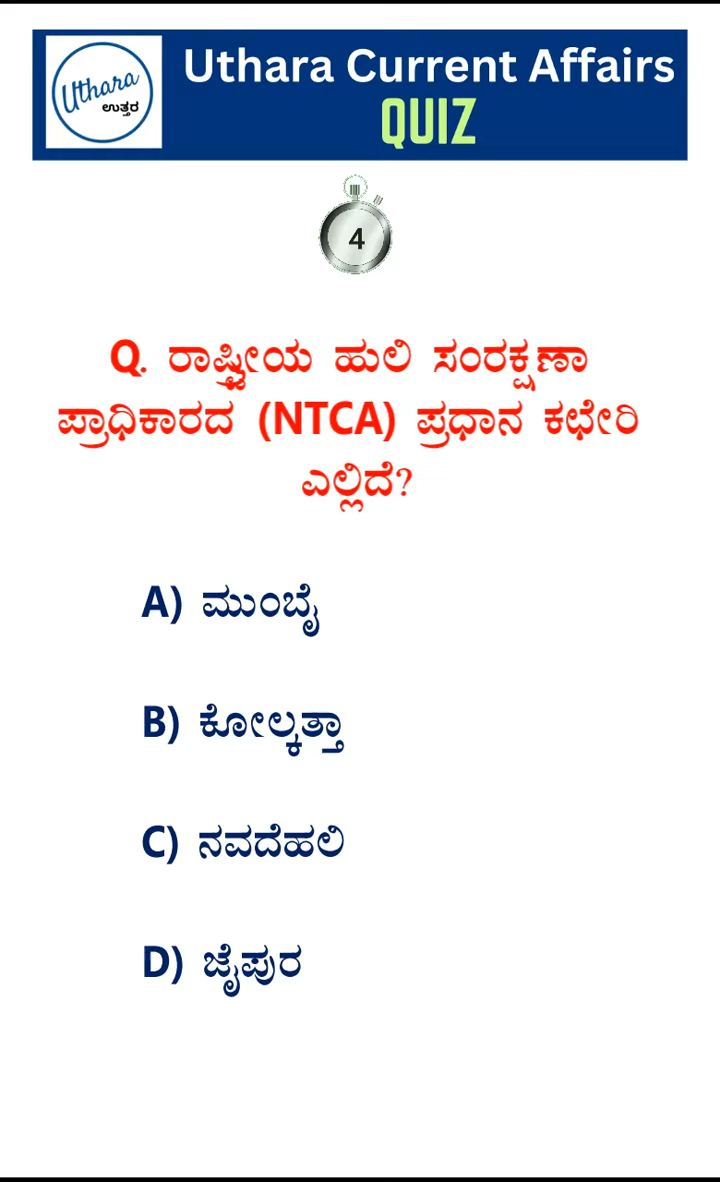 Uthara
ಉತ್ತರ
Uthara Current Affairs
QUIZ
4
Q. ರಾಷ್ಟ್ರೀಯ ಹುಲಿ ಸಂರಕ್ಷಣಾ
ಪ್ರಾಧಿಕಾರದ (NTCA) ಪ್ರಧಾನ ಕಛೇರಿ
ಎಲ್ಲಿದೆ?
A) ಮುಂಬೈ
B) ಕೋಲ್ಕತ್ತಾ
C) ನವದೆಹಲಿ
D) ಜೈಪುರ